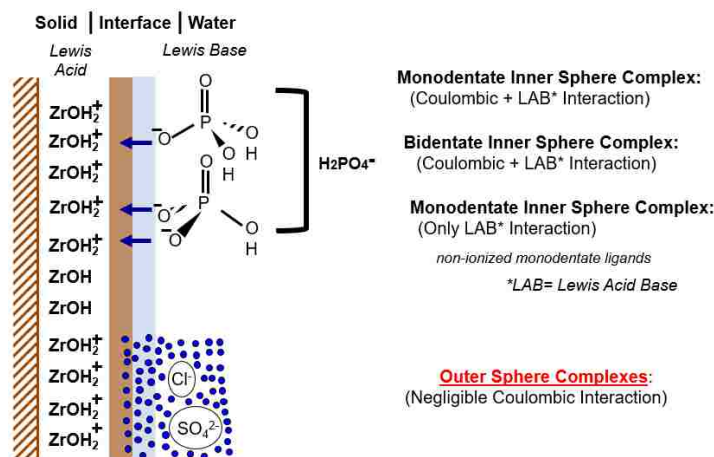 Solid | Interface | Water
Lewis Acid
Lewis Base
ZrOH₂⁺
ZrOH₂⁺
ZrOH₂⁺
ZrOH₂⁺
ZrOH₂⁺
ZrOH
ZrOH
ZrOH₂⁺
ZrOH₂⁺
ZrOH₂⁺
ZrOH₂⁺
O
P
⁻O
O
H
O
H
O
P
⁻O
⁻O
O
H
H₂PO₄⁻
Cl⁻
SO₄²⁻
Monodentate Inner Sphere Complex:
(Coulombic + LAB* Interaction)
Bidentate Inner Sphere Complex:
(Coulombic + LAB* Interaction)
Monodentate Inner Sphere Complex:
(Only LAB* Interaction)
non-ionized monodentate ligands
*LAB= Lewis Acid Base
Outer Sphere Complexes:
(Negligible Coulombic Interaction)